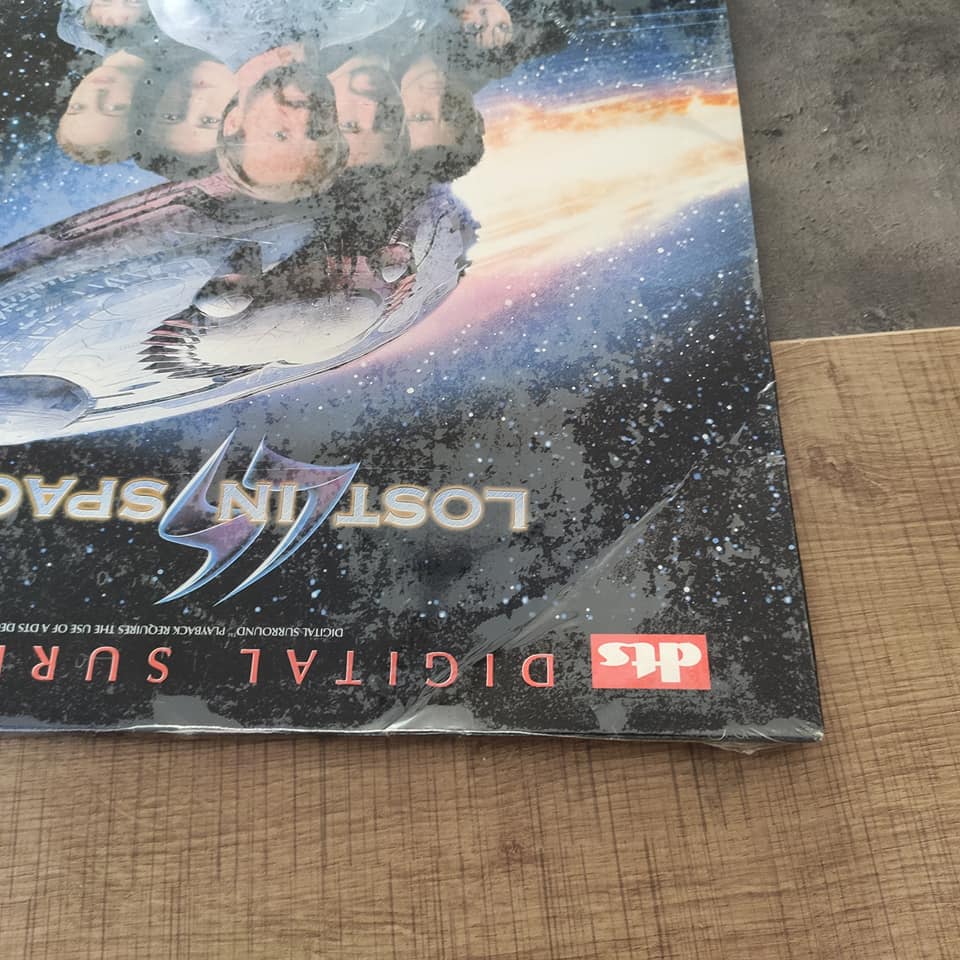 dts DIGITAL SUR
DIGITAL SURROUND™ PLAYBACK REQUIRES THE USE OF A DTS DE
LOST IN SPAC